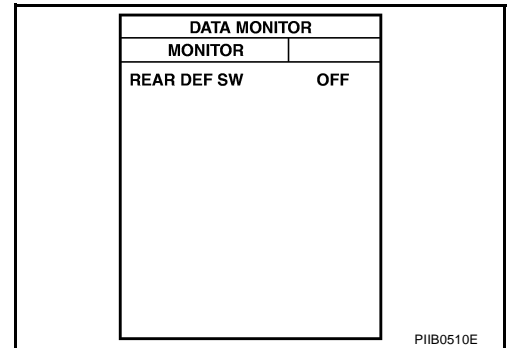 DATA MONITOR
MONITOR
REAR DEF SW OFF
PIIB0510E